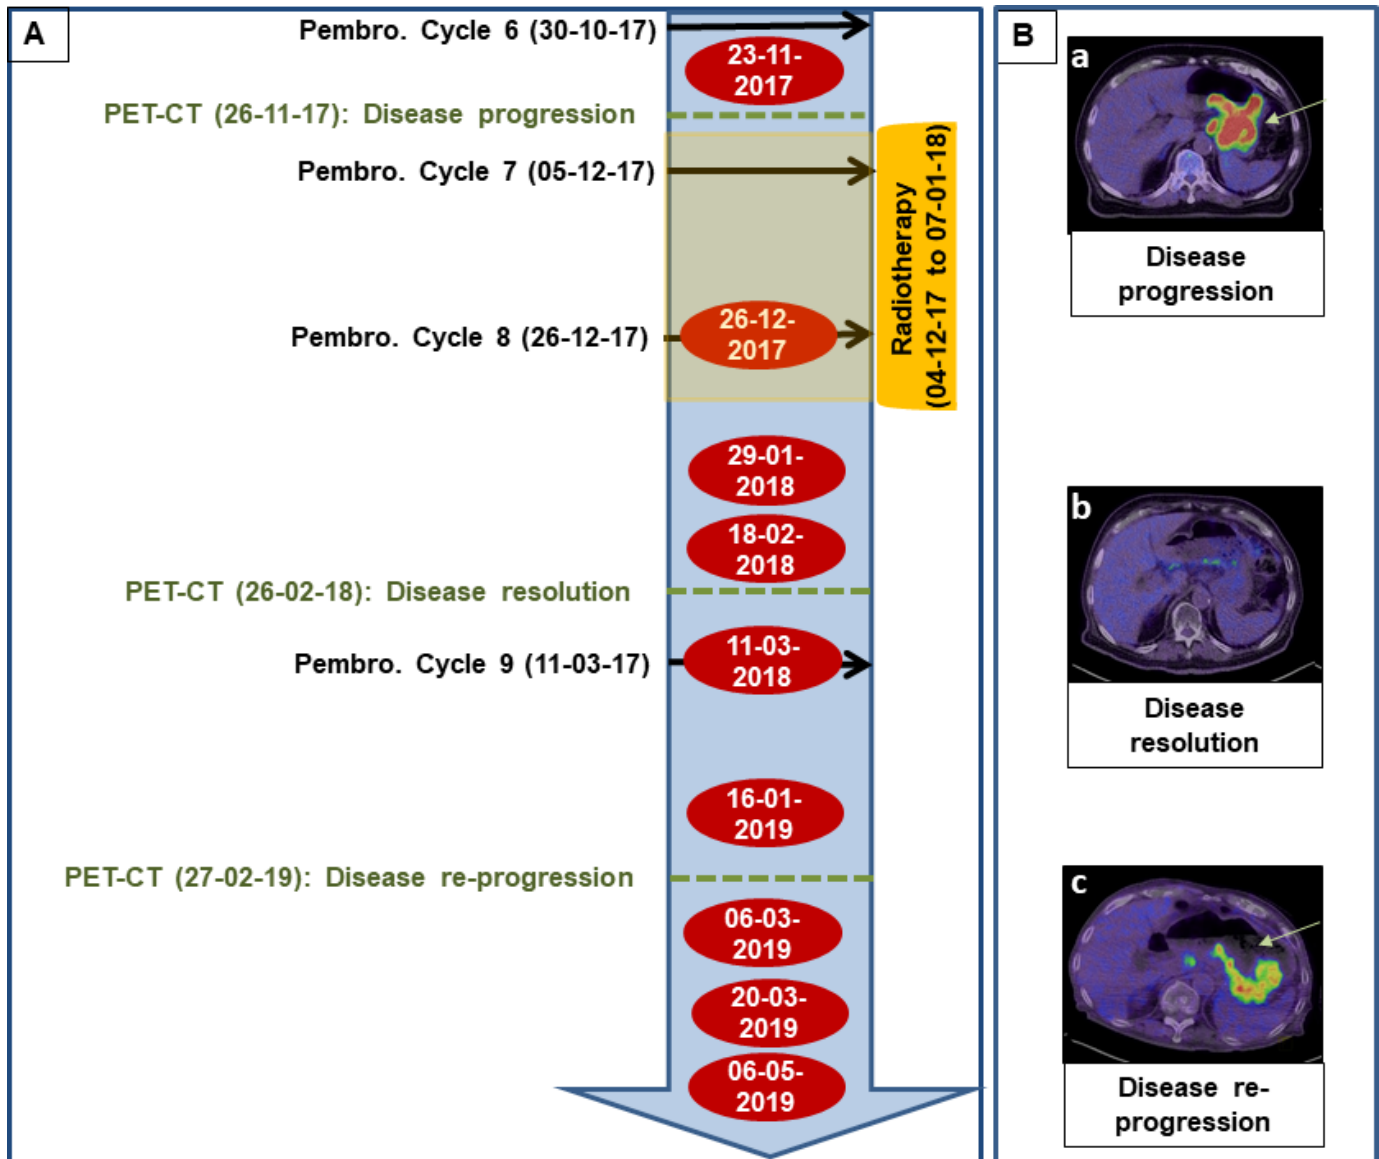 A
Pembro. Cycle 6 (30-10-17)
23-11-
2017
PET-CT (26-11-17): Disease progression
Pembro. Cycle 7 (05-12-17)
Radiotherapy
(04-12-17 to 07-01-18)
Pembro. Cycle 8 (26-12-17)
26-12-
2017
29-01-
2018
18-02-
2018
PET-CT (26-02-18): Disease resolution
Pembro. Cycle 9 (11-03-17)
11-03-
2018
16-01-
2019
PET-CT (27-02-19): Disease re-progression
06-03-
2019
20-03-
2019
06-05-
2019
B
a
Disease
progression
b
Disease
resolution
c
Disease re-
progression